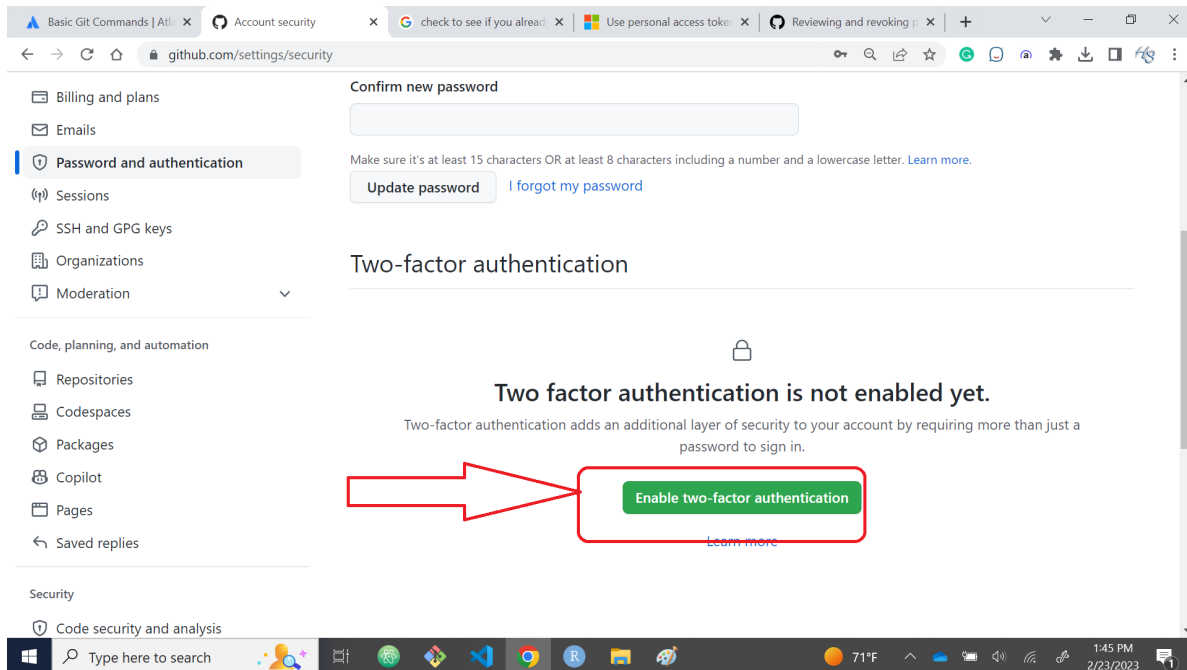 Basic Git Commands | Atla
Account security
check to see if you alread
Use personal access toke
Reviewing and revoking p
github.com/settings/security
Billing and plans
Emails
Password and authentication
Sessions
SSH and GPG keys
Organizations
Moderation
Code, planning, and automation
Repositories
Codespaces
Packages
Copilot
Pages
Saved replies
Security
Code security and analysis
Confirm new password
Make sure it's at least 15 characters OR at least 8 characters including a number and a lowercase letter. Learn more.
Update password
I forgot my password
Two-factor authentication
Two factor authentication is not enabled yet.
Two-factor authentication adds an additional layer of security to your account by requiring more than just a
password to sign in.
Enable two-factor authentication
Learn more
Type here to search
R
71°F
1:45 PM
2/23/2023
1